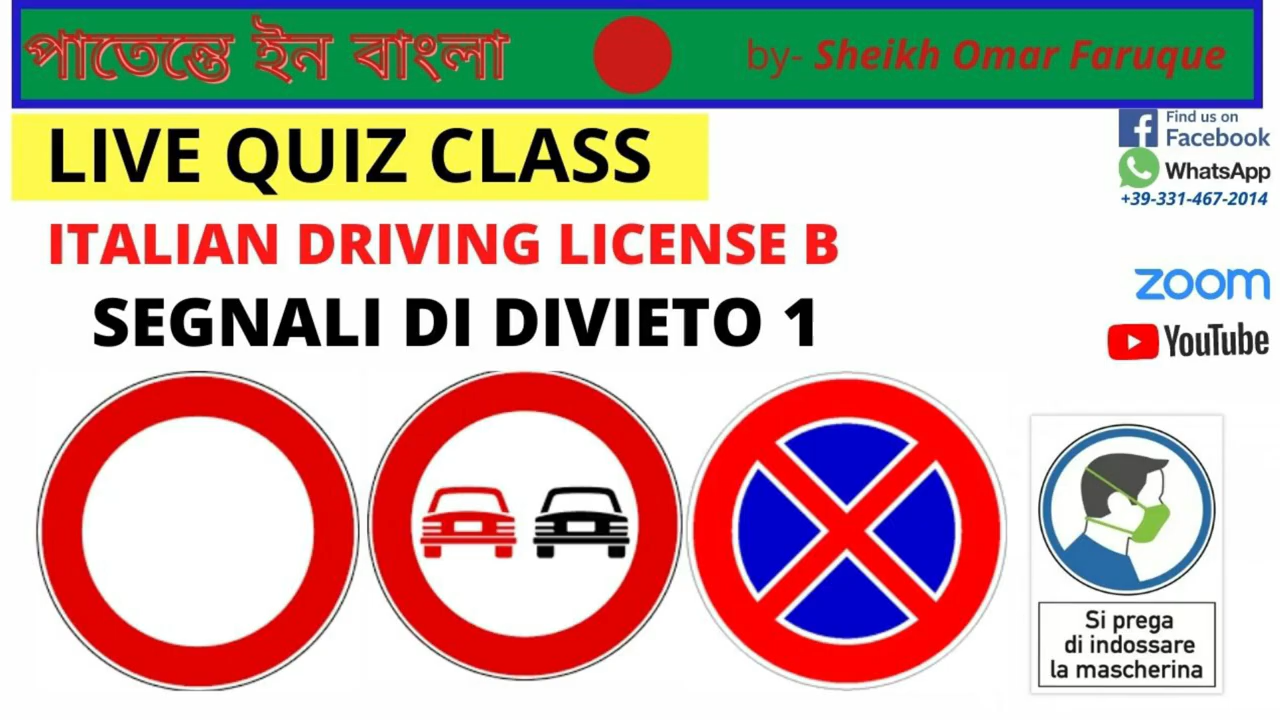 পাতেন্তে ইন বাংলা
by- Sheikh Omar Faruque
LIVE QUIZ CLASS
Find us on
Facebook
WhatsApp
+39-331-467-2014
ITALIAN DRIVING LICENSE B
zoom
SEGNALI DI DIVIETO 1
YouTube
Si prega
di indossare
la mascherina